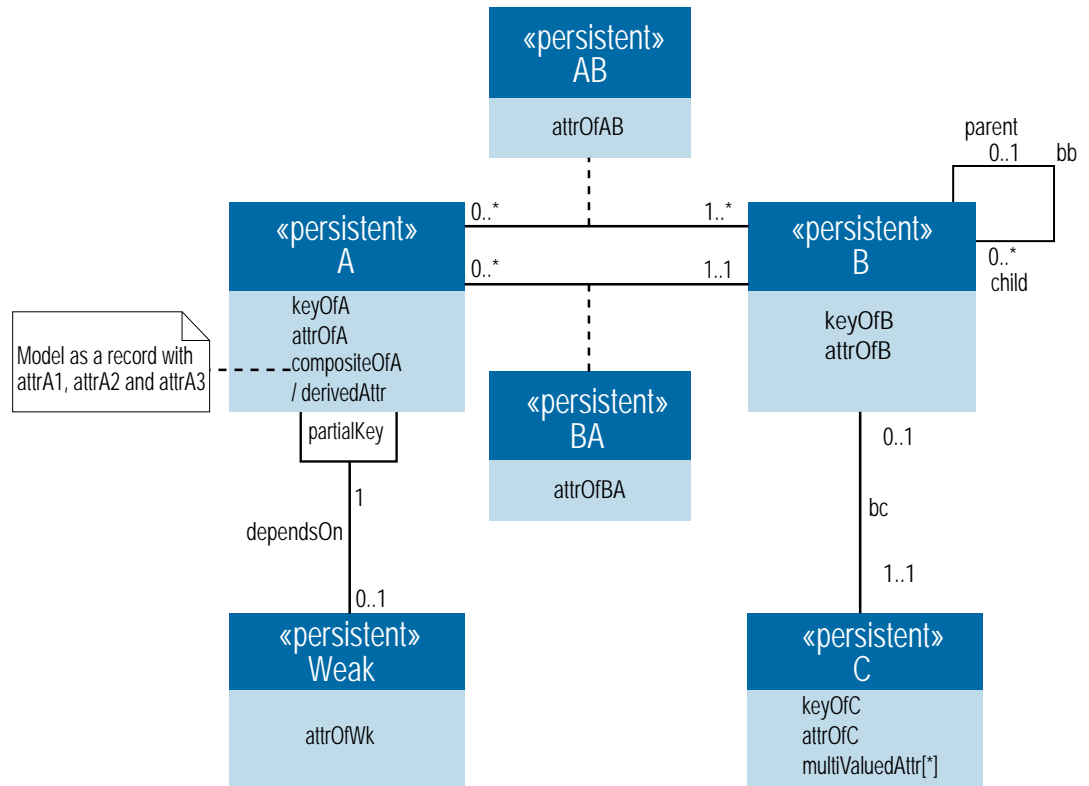 «persistent»
AB
attrOfAB
parent
0..1
bb
0..*
child
«persistent»
A
0..*
1..*
0..*
1..1
«persistent»
B
keyOfA
attrOfA
compositeOfA
/ derivedAttr
Model as a record with
attrA1, attrA2 and attrA3
keyOfB
attrOfB
«persistent»
BA
attrOfBA
partialKey
1
dependsOn
0..1
0..1
bc
1..1
«persistent»
Weak
attrOfWk
«persistent»
C
keyOfC
attrOfC
multiValuedAttr[*]